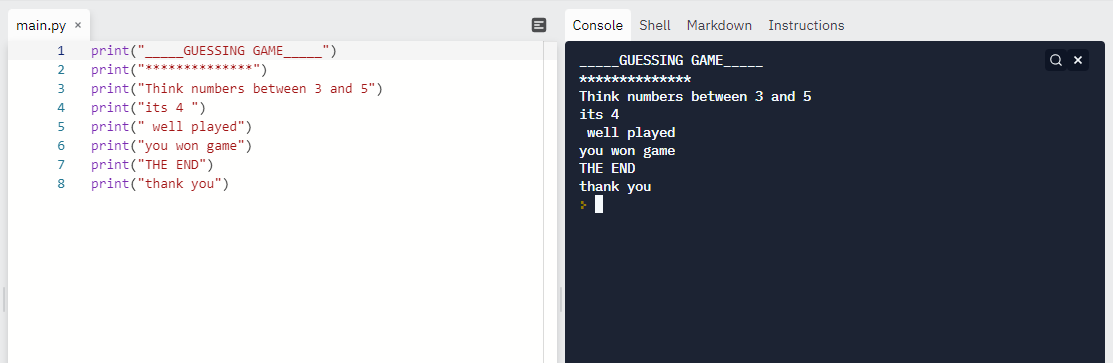 main.py ×
1 print("_____GUESSING GAME_____")
2 print("**************")
3 print("Think numbers between 3 and 5")
4 print("its 4 ")
5 print(" well played")
6 print("you won game")
7 print("THE END")
8 print("thank you")
Console Shell Markdown Instructions
_____GUESSING GAME_____
**************
Think numbers between 3 and 5
its 4
 well played
you won game
THE END
thank you